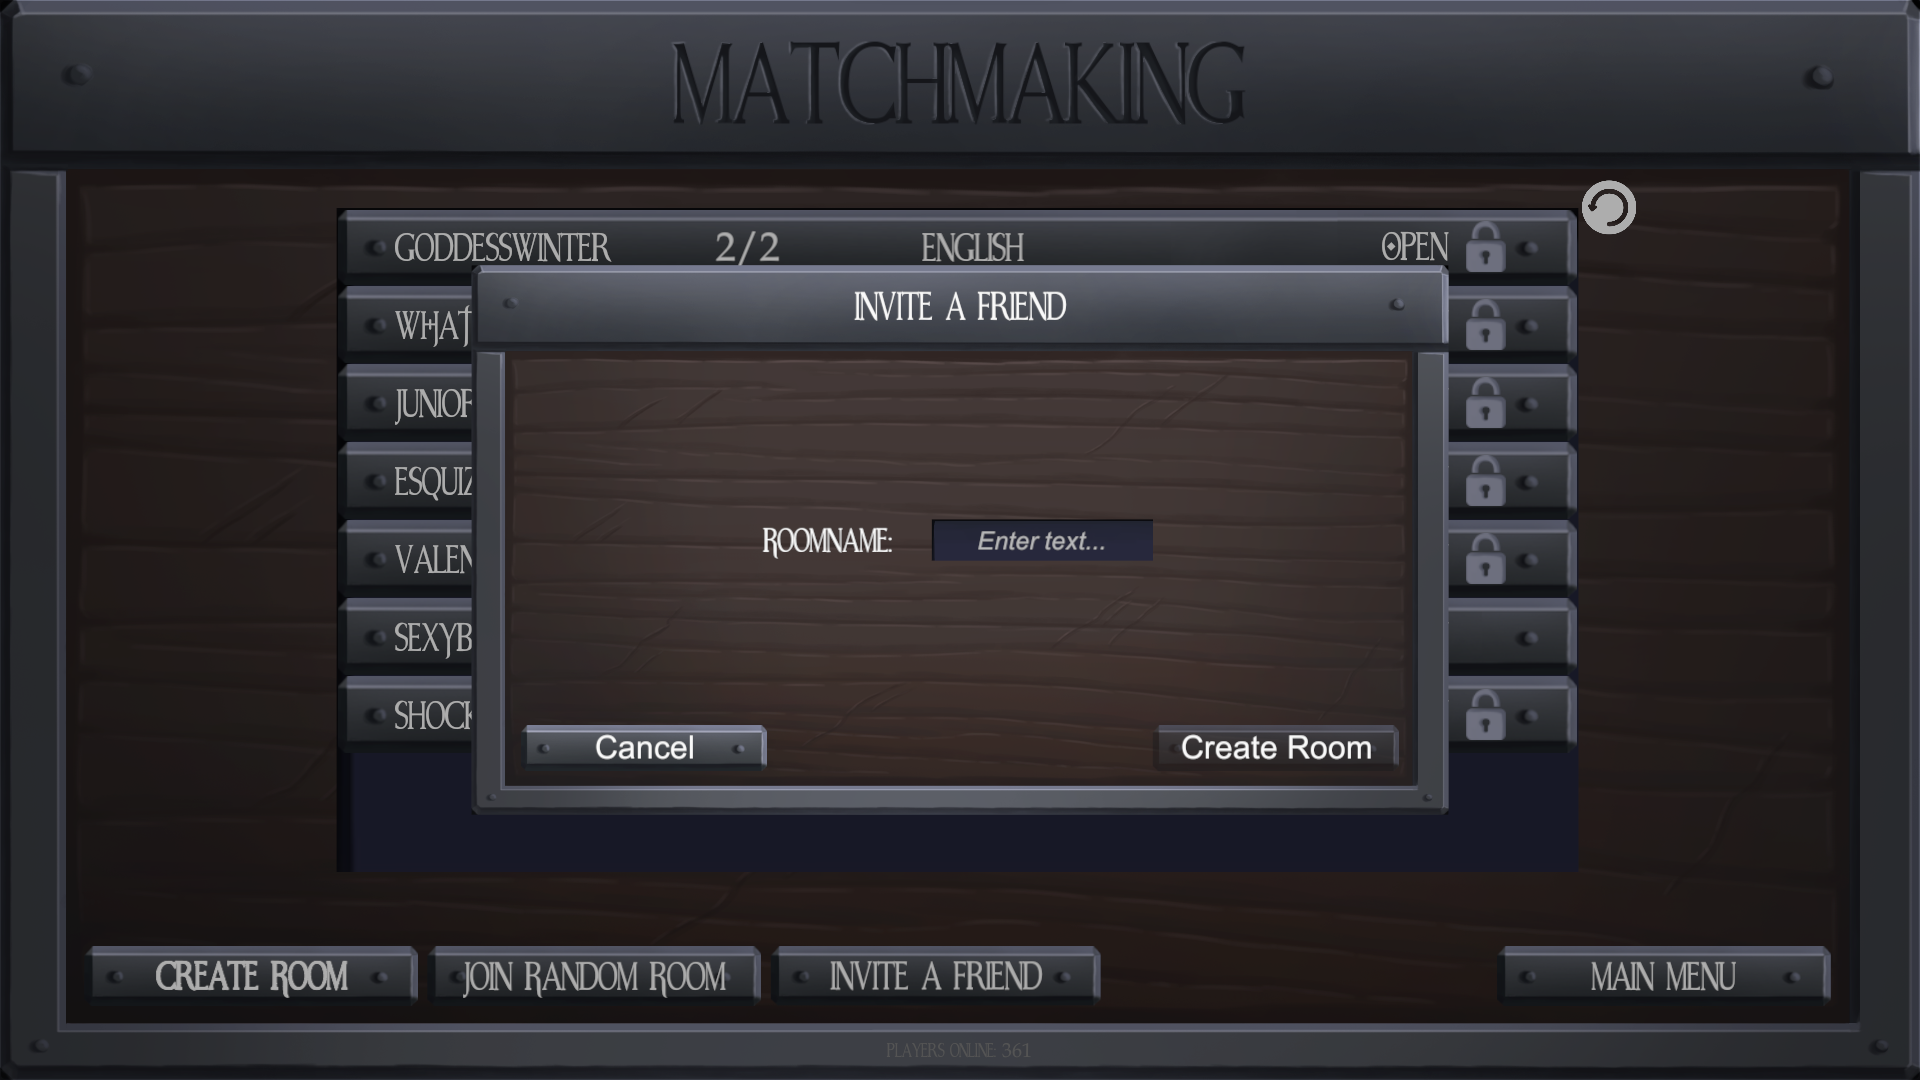 MATCHMAKING
GODDESSWINTER 2/2 ENGLISH OPEN
INVITE A FRIEND
WHAT
JUNIOR
ESQUIZ
VALEN
ROOMNAME: Enter text...
SEXYB
SHOCK
Cancel Create Room
CREATE ROOM JOIN RANDOM ROOM INVITE A FRIEND MAIN MENU
PLAYERS ONLINE: 361